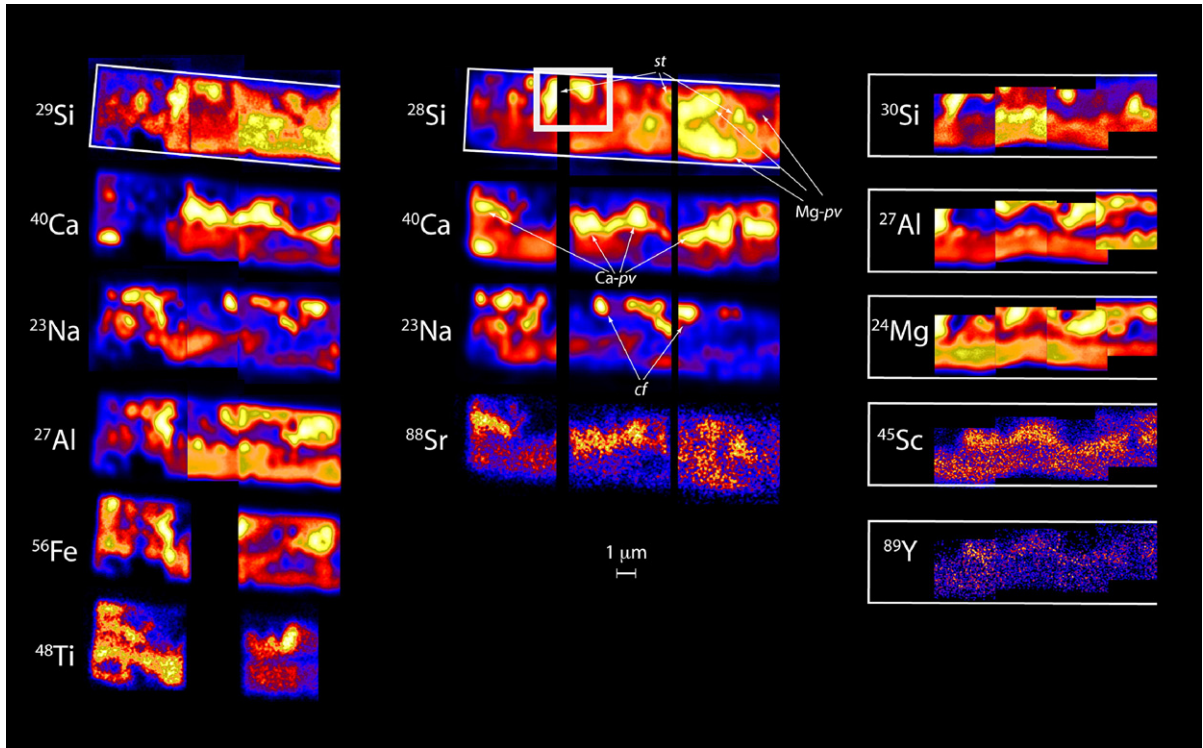 ²⁹Si
⁴⁰Ca
²³Na
²⁷Al
⁵⁶Fe
⁴⁸Ti
st
²⁸Si
Mg-pv
⁴⁰Ca
Ca-pv
²³Na
cf
⁸⁸Sr
1 μm
³⁰Si
²⁷Al
²⁴Mg
⁴⁵Sc
⁸⁹Y